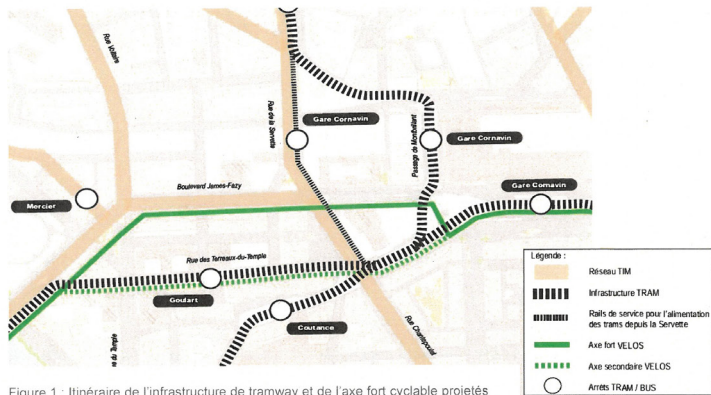 Rue Voltaire
Rue de la Servette
Gare Cornavin
Passage de Montbrillant
Gare Cornavin
Gare Cornavin
Boulevard James-Fazy
Mercier
Rue des Terreaux-du-Temple
Goulart
Coutance
Rue Chantepoulet
ue du Temple
Légende :
Réseau TIM
Infrastructure TRAM
Rails de service pour l'alimentation
des trams depuis la Servette
Axe fort VELOS
Axe secondaire VELOS
Arrêts TRAM / BUS
Figure 1 : Itinéraire de l'infrastructure de tramway et de l'axe fort cyclable projetés